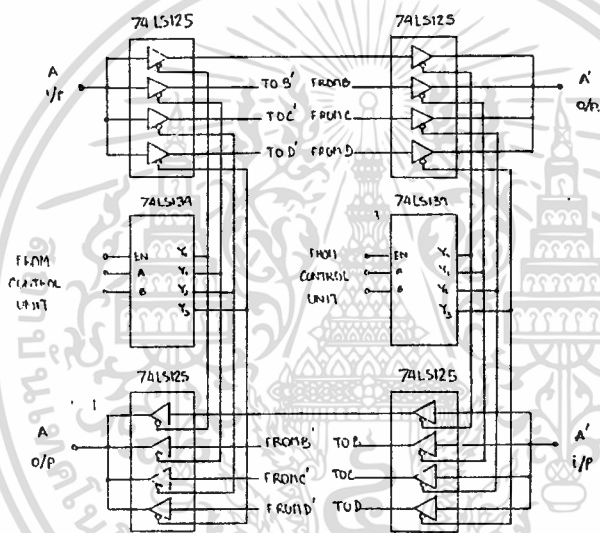 74LS125
74LS125
A
I/P
A'
O/P
TO B' FROM B
TO C' FROM C
TO D' FROM D
74LS139
74LS139
FROM
CONTROL
UNIT
EN
A
B
Y₀
Y₁
Y₂
Y₃
FROM
CONTROL
UNIT
EN
A
B
Y₀
Y₁
Y₂
Y₃
74LS125
74LS125
A
O/P
FROM B'
FROM C'
FROM D'
TO B
TO C
TO D
A'
i/P